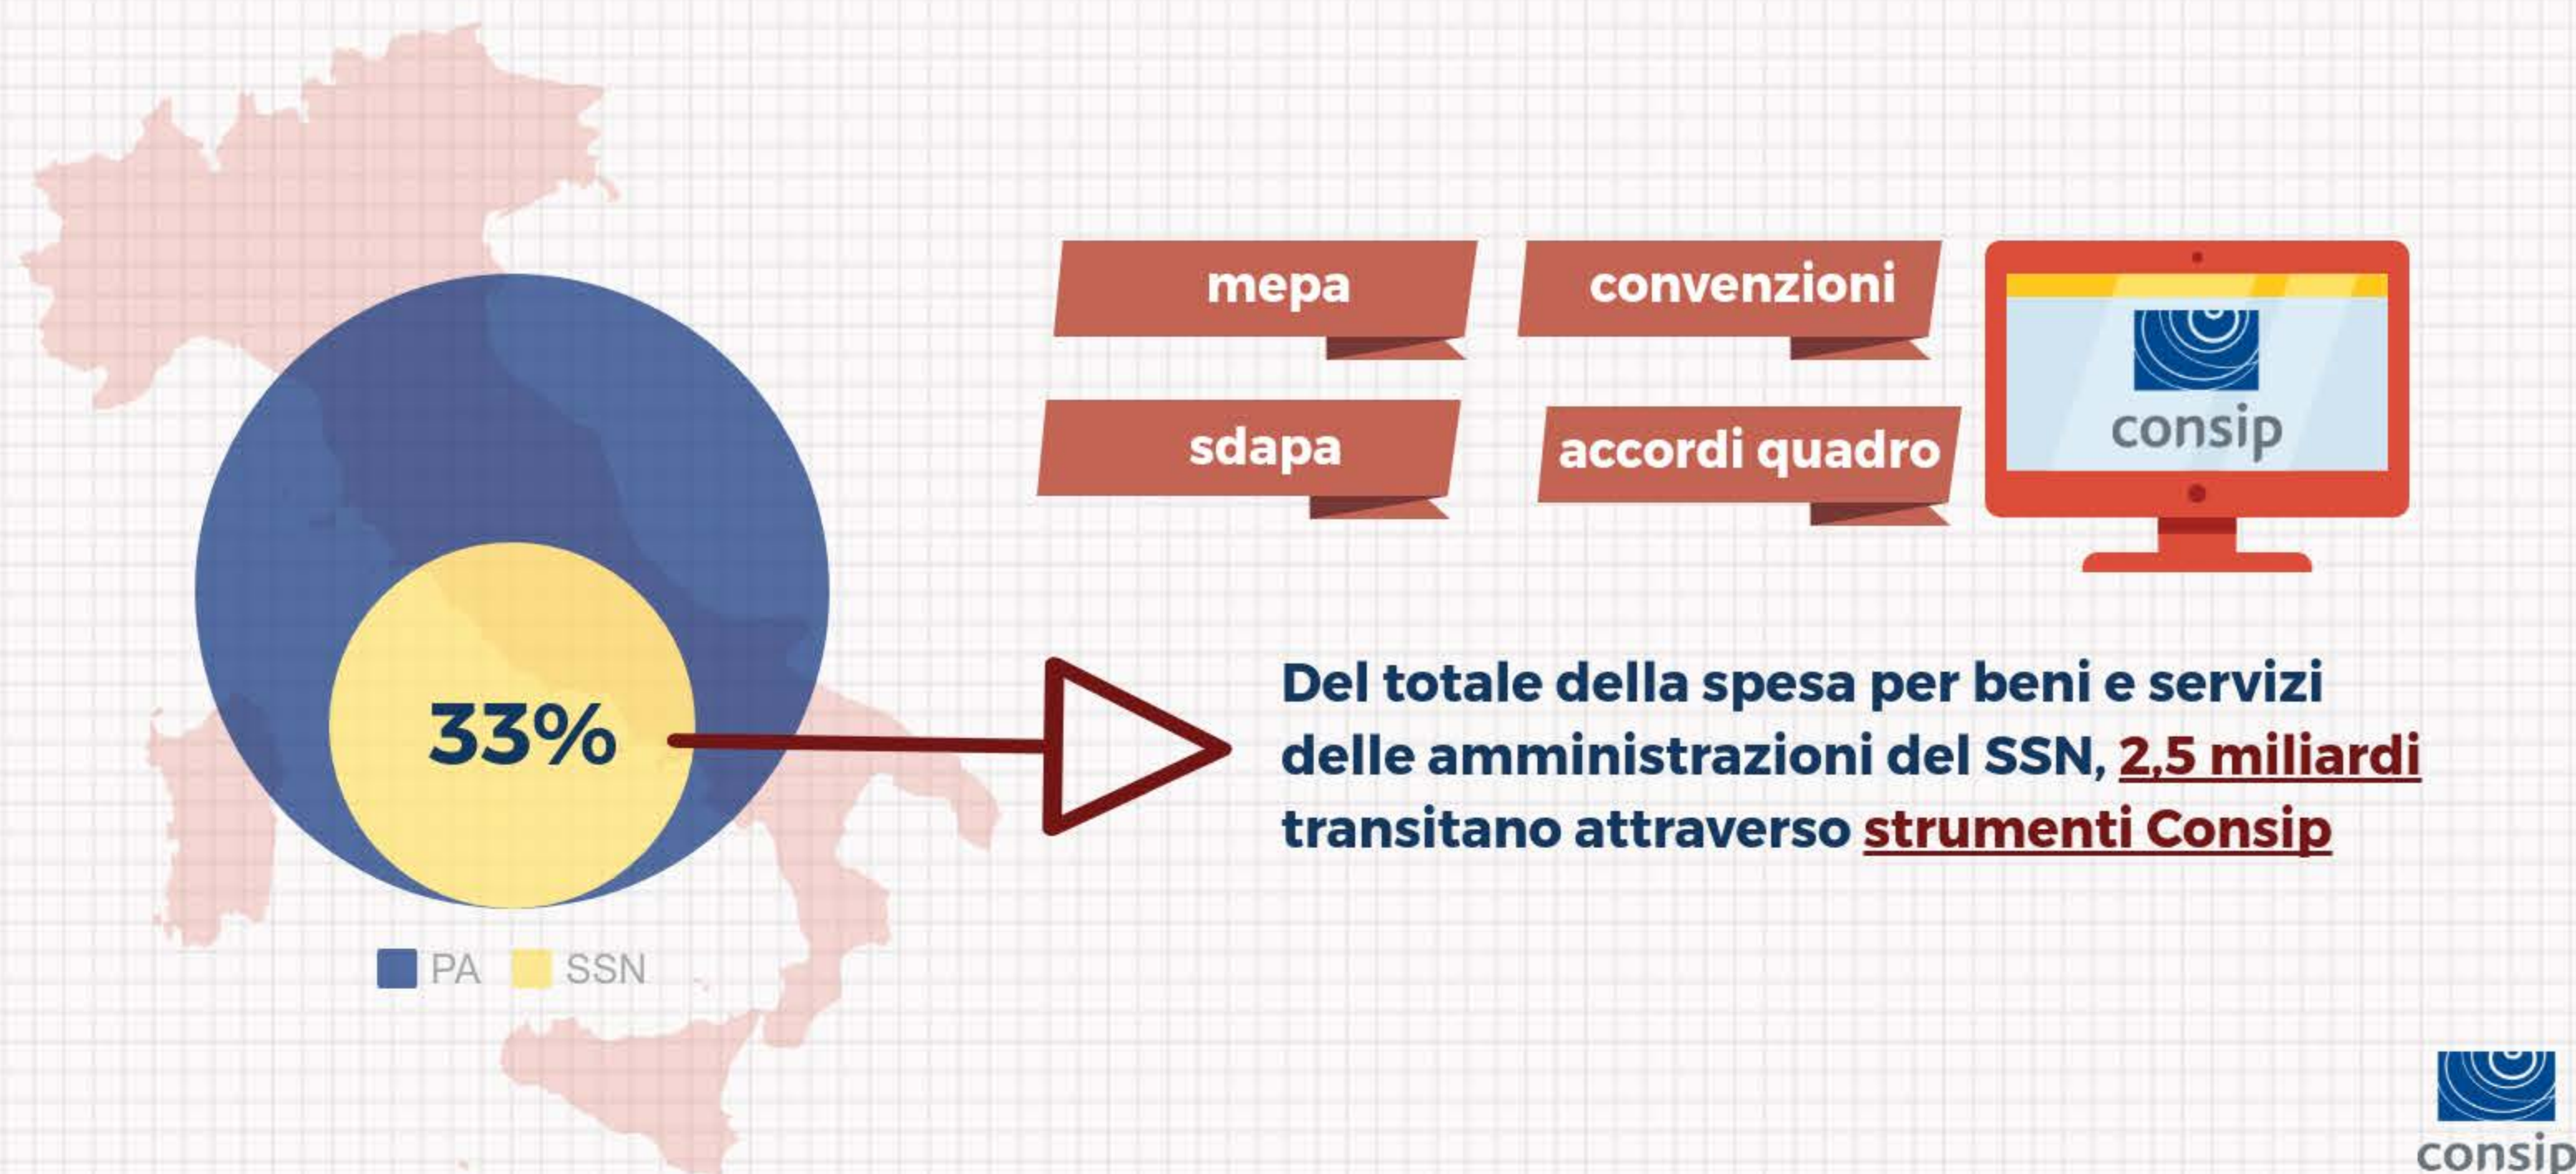 mepa
convenzioni
sdapa
accordi quadro
consip
33%
Del totale della spesa per beni e servizi
delle amministrazioni del SSN, 2,5 miliardi
transitano attraverso strumenti Consip
PA
SSN
consip